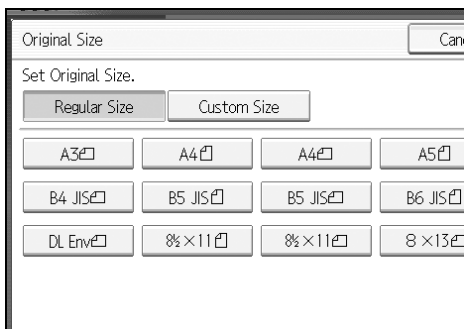 Original Size Canc
Set Original Size.
Regular Size Custom Size
A3 A4 A4 A5
B4 JIS B5 JIS B5 JIS B6 JIS
DL Env 8½×11 8½×11 8×13